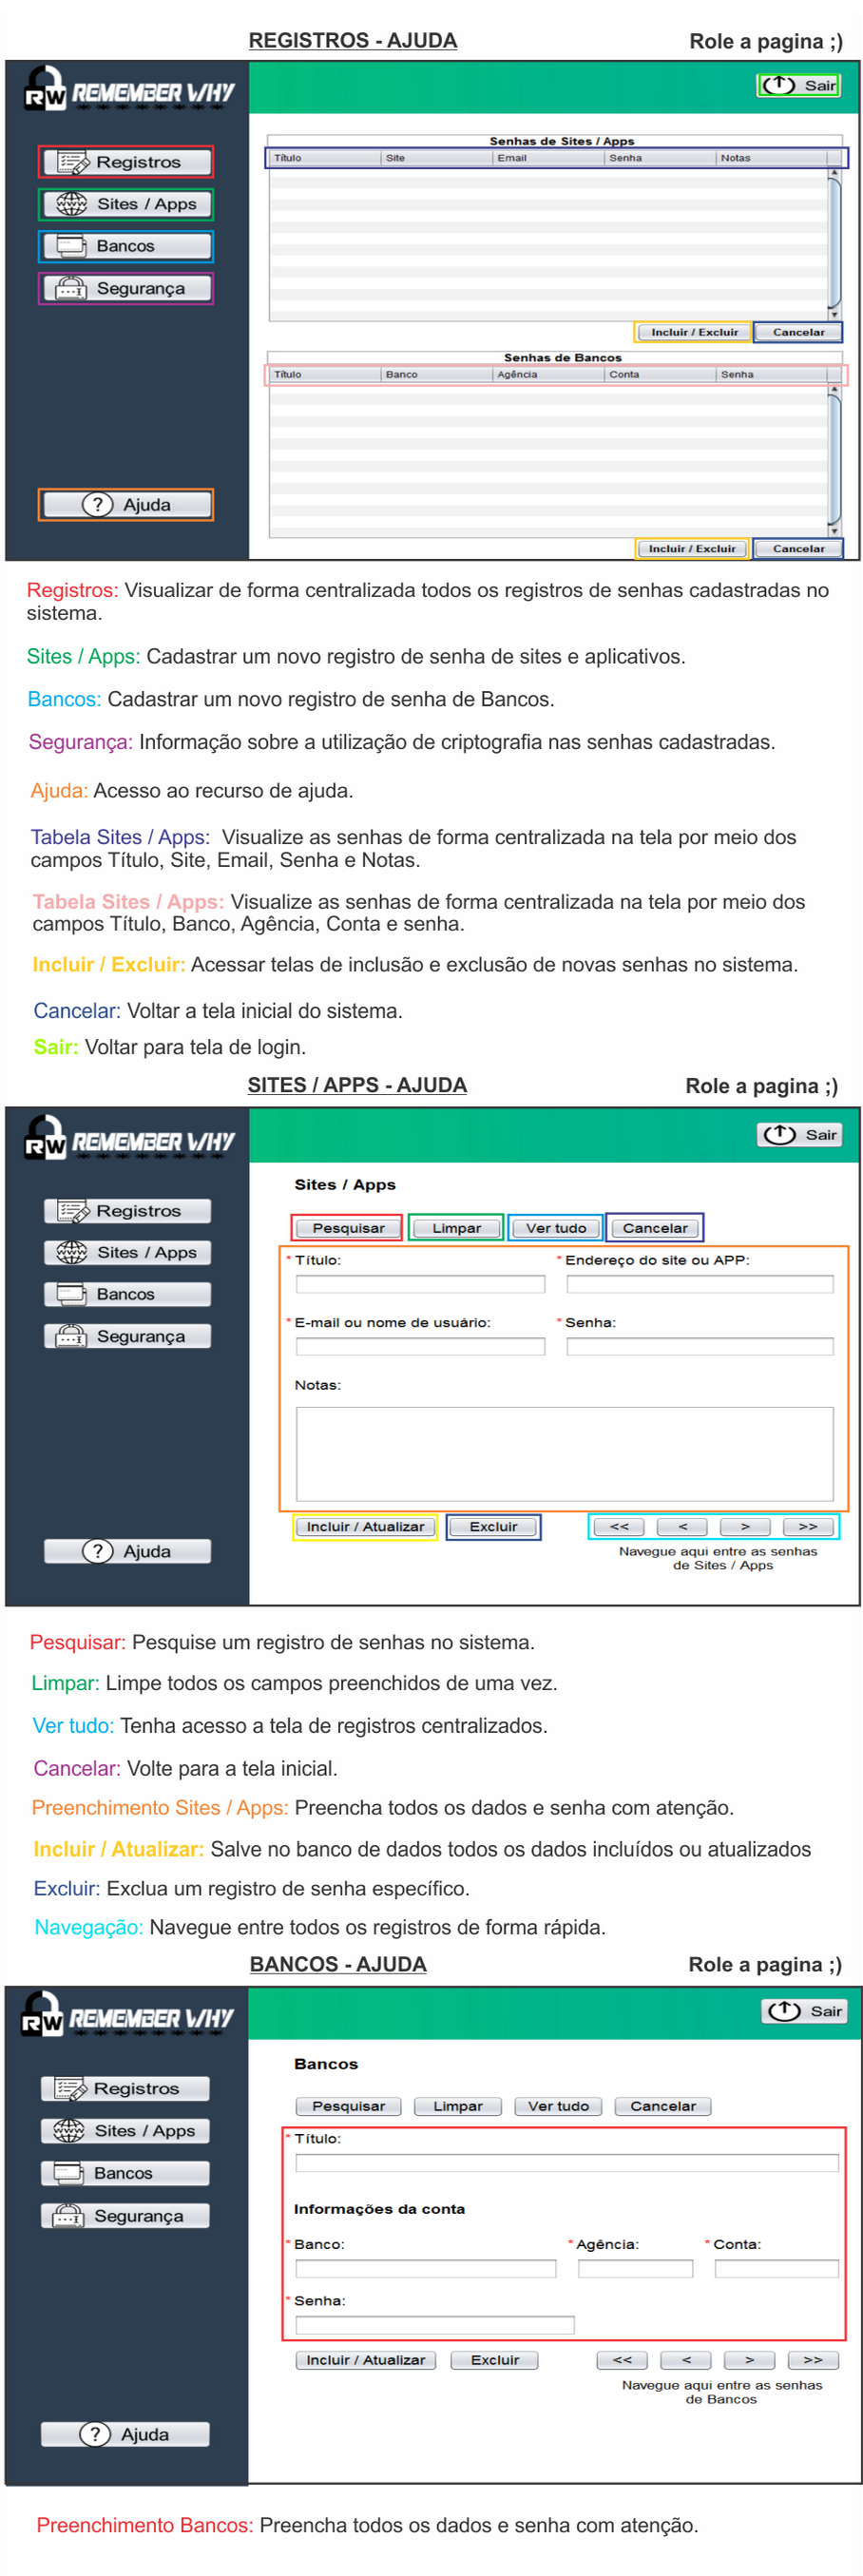 REGISTROS - AJUDA Role a pagina ;)
RW REMEMBER WHY
Sair
Registros
Sites / Apps
Bancos
Segurança
Ajuda
Senhas de Sites / Apps
Título Site Email Senha Notas
Incluir / Excluir Cancelar
Senhas de Bancos
Título Banco Agência Conta Senha
Incluir / Excluir Cancelar
Registros: Visualizar de forma centralizada todos os registros de senhas cadastradas no
sistema.
Sites / Apps: Cadastrar um novo registro de senha de sites e aplicativos.
Bancos: Cadastrar um novo registro de senha de Bancos.
Segurança: Informação sobre a utilização de criptografia nas senhas cadastradas.
Ajuda: Acesso ao recurso de ajuda.
Tabela Sites / Apps: Visualize as senhas de forma centralizada na tela por meio dos
campos Título, Site, Email, Senha e Notas.
Tabela Sites / Apps: Visualize as senhas de forma centralizada na tela por meio dos
campos Título, Banco, Agência, Conta e senha.
Incluir / Excluir: Acessar telas de inclusão e exclusão de novas senhas no sistema.
Cancelar: Voltar a tela inicial do sistema.
Sair: Voltar para tela de login.
SITES / APPS - AJUDA Role a pagina ;)
RW REMEMBER WHY
Sair
Registros
Sites / Apps
Bancos
Segurança
Ajuda
Sites / Apps
Pesquisar Limpar Ver tudo Cancelar
* Título: * Endereço do site ou APP:
* E-mail ou nome de usuário: * Senha:
Notas:
Incluir / Atualizar Excluir << < > >>
Navegue aqui entre as senhas
de Sites / Apps
Pesquisar: Pesquise um registro de senhas no sistema.
Limpar: Limpe todos os campos preenchidos de uma vez.
Ver tudo: Tenha acesso a tela de registros centralizados.
Cancelar: Volte para a tela inicial.
Preenchimento Sites / Apps: Preencha todos os dados e senha com atenção.
Incluir / Atualizar: Salve no banco de dados todos os dados incluídos ou atualizados
Excluir: Exclua um registro de senha específico.
Navegação: Navegue entre todos os registros de forma rápida.
BANCOS - AJUDA Role a pagina ;)
RW REMEMBER WHY
Sair
Registros
Sites / Apps
Bancos
Segurança
Ajuda
Bancos
Pesquisar Limpar Ver tudo Cancelar
* Título:
Informações da conta
* Banco: * Agência: * Conta:
* Senha:
Incluir / Atualizar Excluir << < > >>
Navegue aqui entre as senhas
de Bancos
Preenchimento Bancos: Preencha todos os dados e senha com atenção.